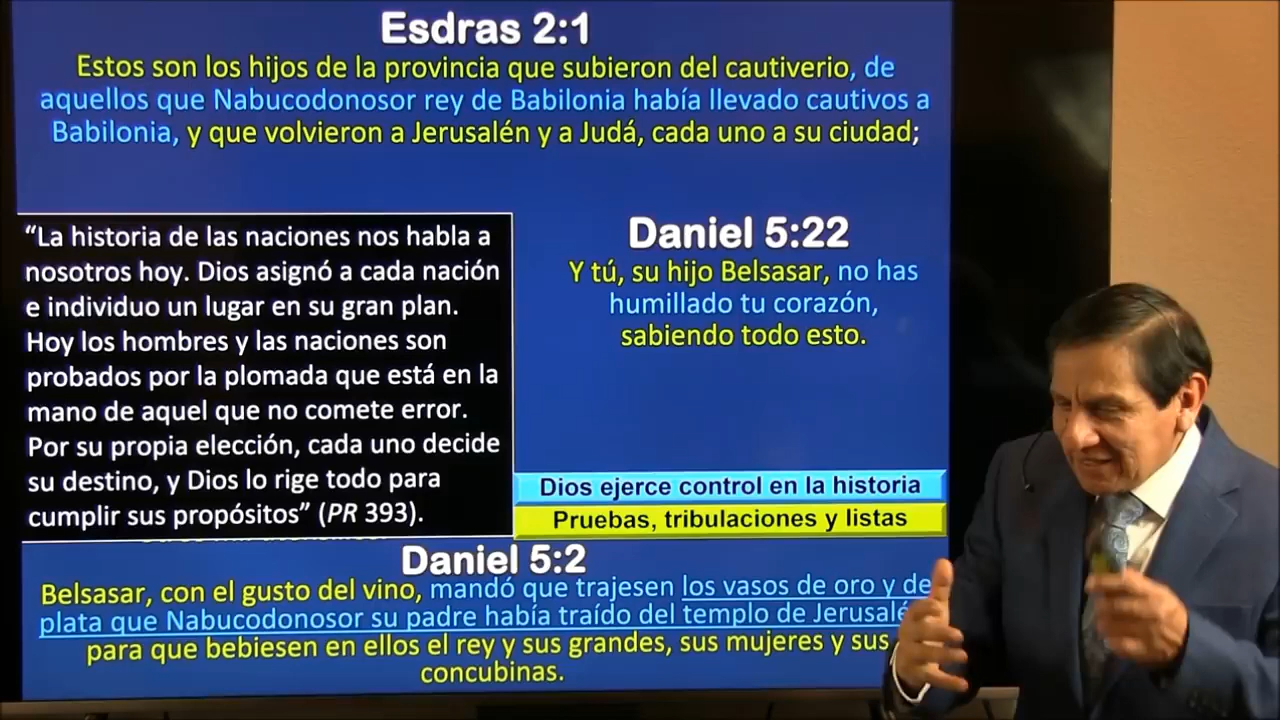 Esdras 2:1
Estos son los hijos de la provincia que subieron del cautiverio, de
aquellos que Nabucodonosor rey de Babilonia había llevado cautivos a
Babilonia, y que volvieron a Jerusalén y a Judá, cada uno a su ciudad;
“La historia de las naciones nos habla a
nosotros hoy. Dios asignó a cada nación
e individuo un lugar en su gran plan.
Hoy los hombres y las naciones son
probados por la plomada que está en la
mano de aquel que no comete error.
Por su propia elección, cada uno decide
su destino, y Dios lo rige todo para
cumplir sus propósitos” (PR 393).
Daniel 5:22
Y tú, su hijo Belsasar, no has
humillado tu corazón,
sabiendo todo esto.
Dios ejerce control en la historia
Pruebas, tribulaciones y listas
Daniel 5:2
Belsasar, con el gusto del vino, mandó que trajesen los vasos de oro y de
plata que Nabucodonosor su padre había traído del templo de
para que bebiesen en ellos el rey y sus grandes, sus mujeres y sus
concubinas.